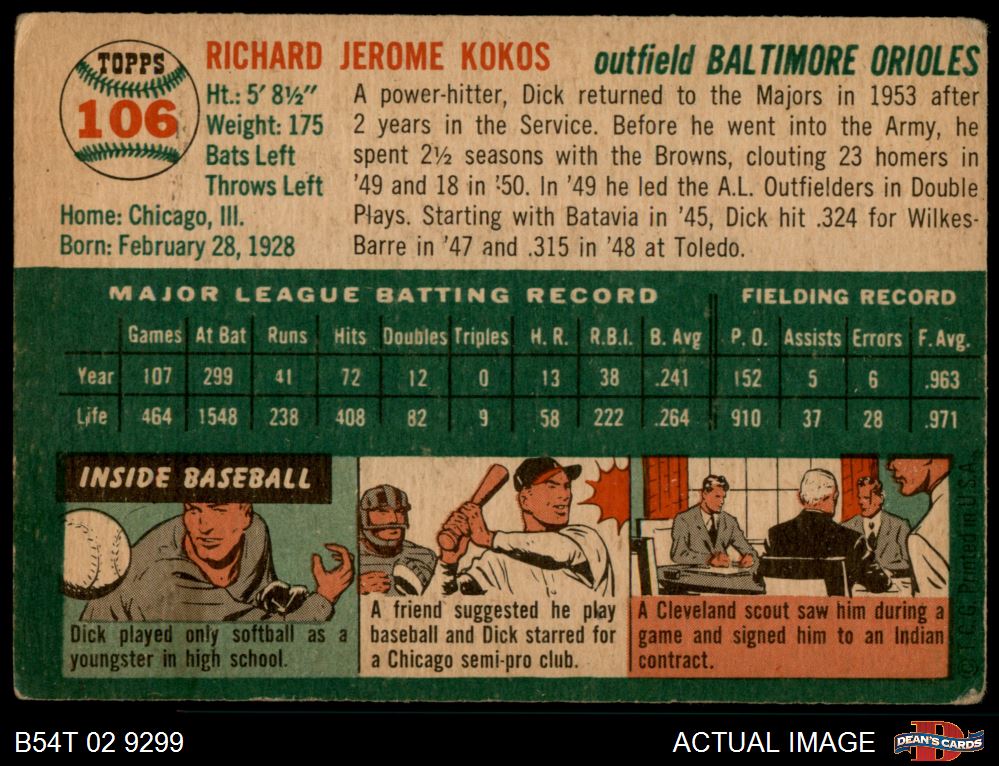 TOPPS
106
RICHARD JEROME KOKOS
outfield BALTIMORE ORIOLES
Ht.: 5' 8½"
Weight: 175
Bats Left
Throws Left
Home: Chicago, Ill.
Born: February 28, 1928
A power-hitter, Dick returned to the Majors in 1953 after
2 years in the Service. Before he went into the Army, he
spent 2½ seasons with the Browns, clouting 23 homers in
'49 and 18 in '50. In '49 he led the A.L. Outfielders in Double
Plays. Starting with Batavia in '45, Dick hit .324 for Wilkes-
Barre in '47 and .315 in '48 at Toledo.
MAJOR LEAGUE BATTING RECORD FIELDING RECORD
Games At Bat Runs Hits Doubles Triples H. R. R.B.I. B. Avg P. O. Assists Errors F. Avg.
Year 107 299 41 72 12 0 13 38 .241 152 5 6 .963
Life 464 1548 238 408 82 9 58 222 .264 910 37 28 .971
INSIDE BASEBALL
Dick played only softball as a
youngster in high school.
A friend suggested he play
baseball and Dick starred for
a Chicago semi-pro club.
A Cleveland scout saw him during a
game and signed him to an Indian
contract.
© T. C. G. Printed in U.S.A.
B54T 02 9299
ACTUAL IMAGE
D
DEAN'S CARDS